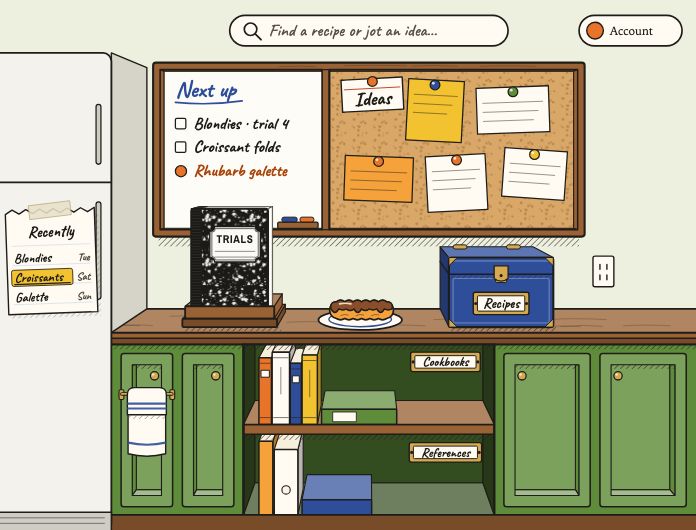 Find a recipe or jot an idea...
Account
Next up
Blondies · trial 4
Croissant folds
Rhubarb galette
Ideas
Recently
Blondies Tue
Croissants Sat
Galette Sun
TRIALS
Recipes
Cookbooks
References